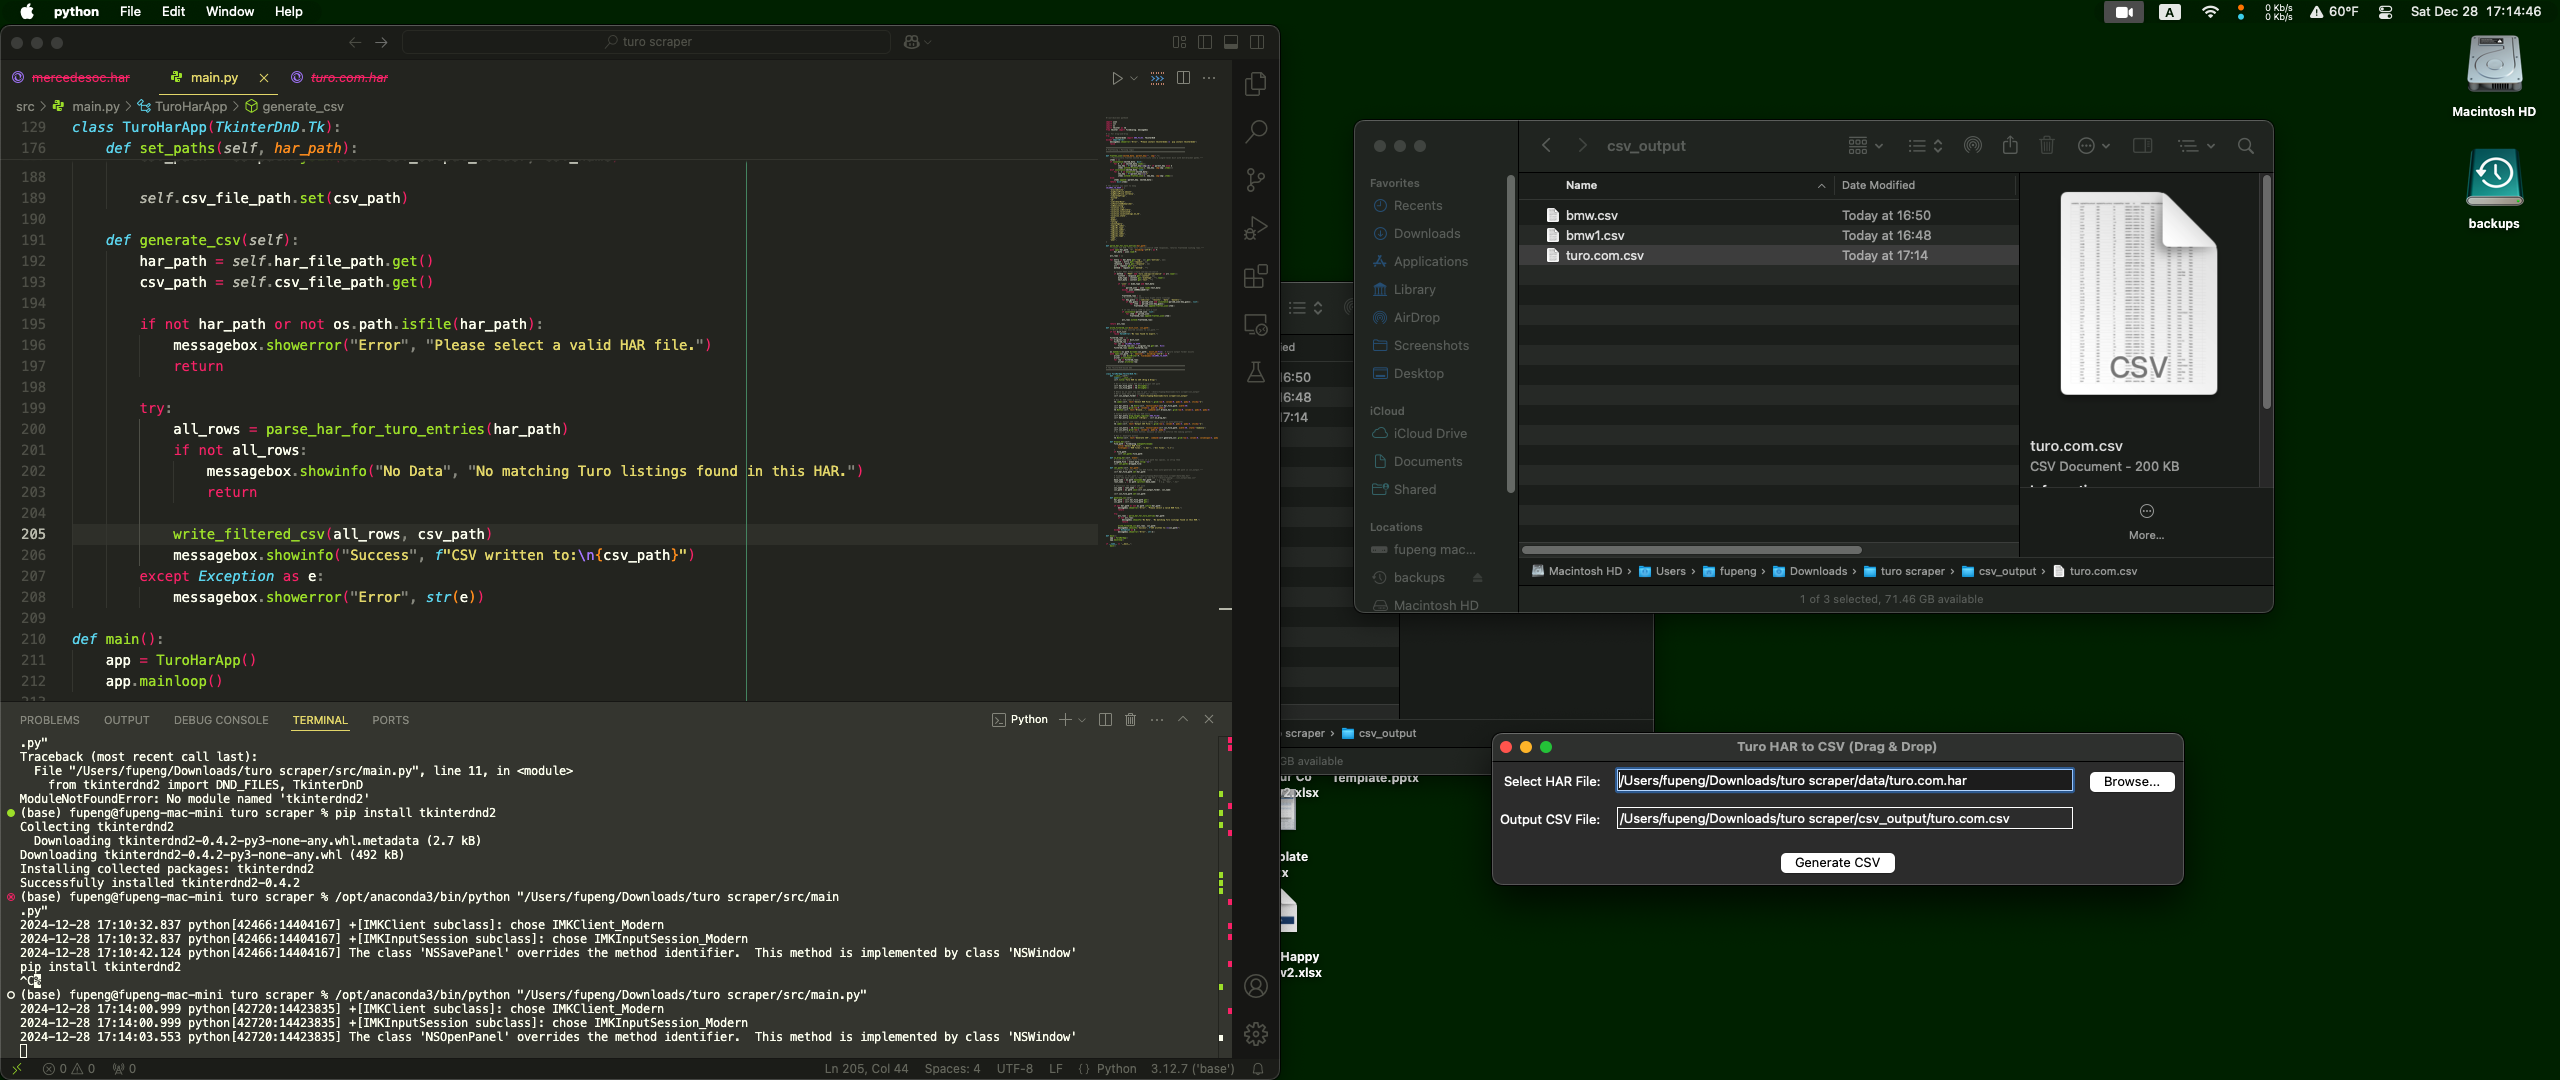 python File Edit Window Help
A 0 Kb/s 0 Kb/s 60°F Sat Dec 28 17:14:46
turo scraper
mercedesoc.har main.py turo.com.har
src main.py TuroHarApp generate_csv
129 class TuroHarApp(TkinterDnD.Tk):
176 def set_paths(self, har_path):
188
189 self.csv_file_path.set(csv_path)
190
191 def generate_csv(self):
192 har_path = self.har_file_path.get()
193 csv_path = self.csv_file_path.get()
194
195 if not har_path or not os.path.isfile(har_path):
196 messagebox.showerror("Error", "Please select a valid HAR file.")
197 return
198
199 try:
200 all_rows = parse_har_for_turo_entries(har_path)
201 if not all_rows:
202 messagebox.showinfo("No Data", "No matching Turo listings found in this HAR.")
203 return
204
205 write_filtered_csv(all_rows, csv_path)
206 messagebox.showinfo("Success", f"CSV written to:\n{csv_path}")
207 except Exception as e:
208 messagebox.showerror("Error", str(e))
209
210 def main():
211 app = TuroHarApp()
212 app.mainloop()
PROBLEMS OUTPUT DEBUG CONSOLE TERMINAL PORTS Python
.py"
Traceback (most recent call last):
File "/Users/fupeng/Downloads/turo scraper/src/main.py", line 11, in <module>
from tkinterdnd2 import DND_FILES, TkinterDnD
ModuleNotFoundError: No module named 'tkinterdnd2'
(base) fupeng@fupeng-mac-mini turo scraper % pip install tkinterdnd2
Collecting tkinterdnd2
Downloading tkinterdnd2-0.4.2-py3-none-any.whl.metadata (2.7 kB)
Downloading tkinterdnd2-0.4.2-py3-none-any.whl (492 kB)
Installing collected packages: tkinterdnd2
Successfully installed tkinterdnd2-0.4.2
(base) fupeng@fupeng-mac-mini turo scraper % /opt/anaconda3/bin/python "/Users/fupeng/Downloads/turo scraper/src/main
.py"
2024-12-28 17:10:32.837 python[42466:14404167] +[IMKClient subclass]: chose IMKClient_Modern
2024-12-28 17:10:32.837 python[42466:14404167] +[IMKInputSession subclass]: chose IMKInputSession_Modern
2024-12-28 17:10:42.124 python[42466:14404167] The class 'NSSavePanel' overrides the method identifier.  This method is implemented by class 'NSWindow'
pip install tkinterdnd2
^C%
(base) fupeng@fupeng-mac-mini turo scraper % /opt/anaconda3/bin/python "/Users/fupeng/Downloads/turo scraper/src/main.py"
2024-12-28 17:14:00.999 python[42720:14423835] +[IMKClient subclass]: chose IMKClient_Modern
2024-12-28 17:14:00.999 python[42720:14423835] +[IMKInputSession subclass]: chose IMKInputSession_Modern
2024-12-28 17:14:03.553 python[42720:14423835] The class 'NSOpenPanel' overrides the method identifier.  This method is implemented by class 'NSWindow'
0 0 0 Ln 205, Col 44 Spaces: 4 UTF-8 LF {} Python 3.12.7 ('base')
csv_output
Favorites
Recents
Downloads
Applications
Library
AirDrop
Screenshots
Desktop
iCloud
iCloud Drive
Documents
Shared
Locations
fupeng mac...
backups
Macintosh HD
Name Date Modified
bmw.csv Today at 16:50
bmw1.csv Today at 16:48
turo.com.csv Today at 17:14
CSV
turo.com.csv
CSV Document - 200 KB
More...
Macintosh HD › Users › fupeng › Downloads › turo scraper › csv_output › turo.com.csv
1 of 3 selected, 71.46 GB available
ied
16:50
16:48
17:14
scraper › csv_output
GB available
Template.pptx
2.xlsx
plate
x
Happy
v2.xlsx
Turo HAR to CSV (Drag & Drop)
Select HAR File: /Users/fupeng/Downloads/turo scraper/data/turo.com.har Browse...
Output CSV File: /Users/fupeng/Downloads/turo scraper/csv_output/turo.com.csv
Generate CSV
Macintosh HD
backups